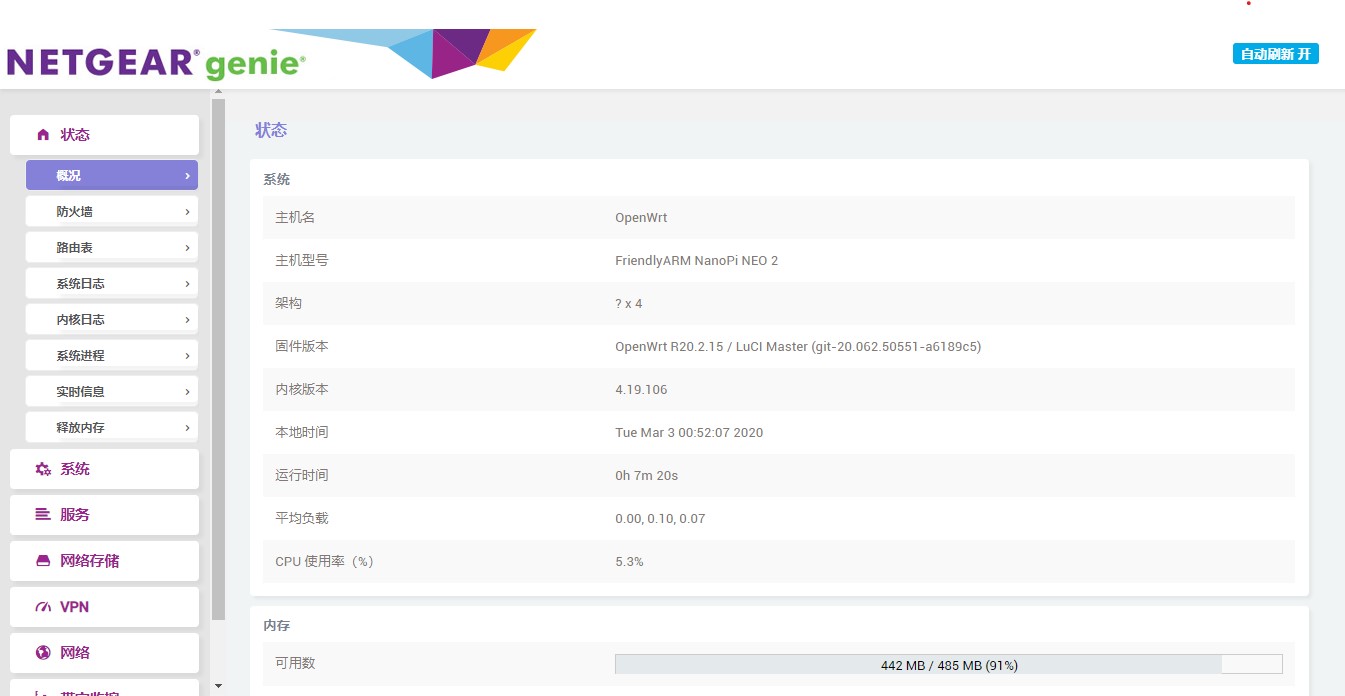 NETGEAR® genie®
自动刷新 开
状态
概况
防火墙
路由表
系统日志
内核日志
系统进程
实时信息
释放内存
系统
服务
网络存储
VPN
网络
带宽监控
状态
系统
主机名 OpenWrt
主机型号 FriendlyARM NanoPi NEO 2
架构 ? x 4
固件版本 OpenWrt R20.2.15 / LuCI Master (git-20.062.50551-a6189c5)
内核版本 4.19.106
本地时间 Tue Mar 3 00:52:07 2020
运行时间 0h 7m 20s
平均负载 0.00, 0.10, 0.07
CPU 使用率（%） 5.3%
内存
可用数 442 MB / 485 MB (91%)